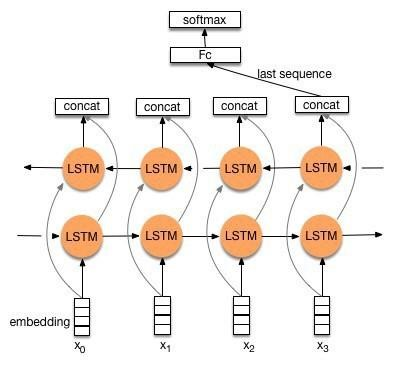 softmax
Fc
last sequence
concat concat concat concat
LSTM LSTM LSTM LSTM
LSTM LSTM LSTM LSTM
embedding
x0 x1 x2 x3